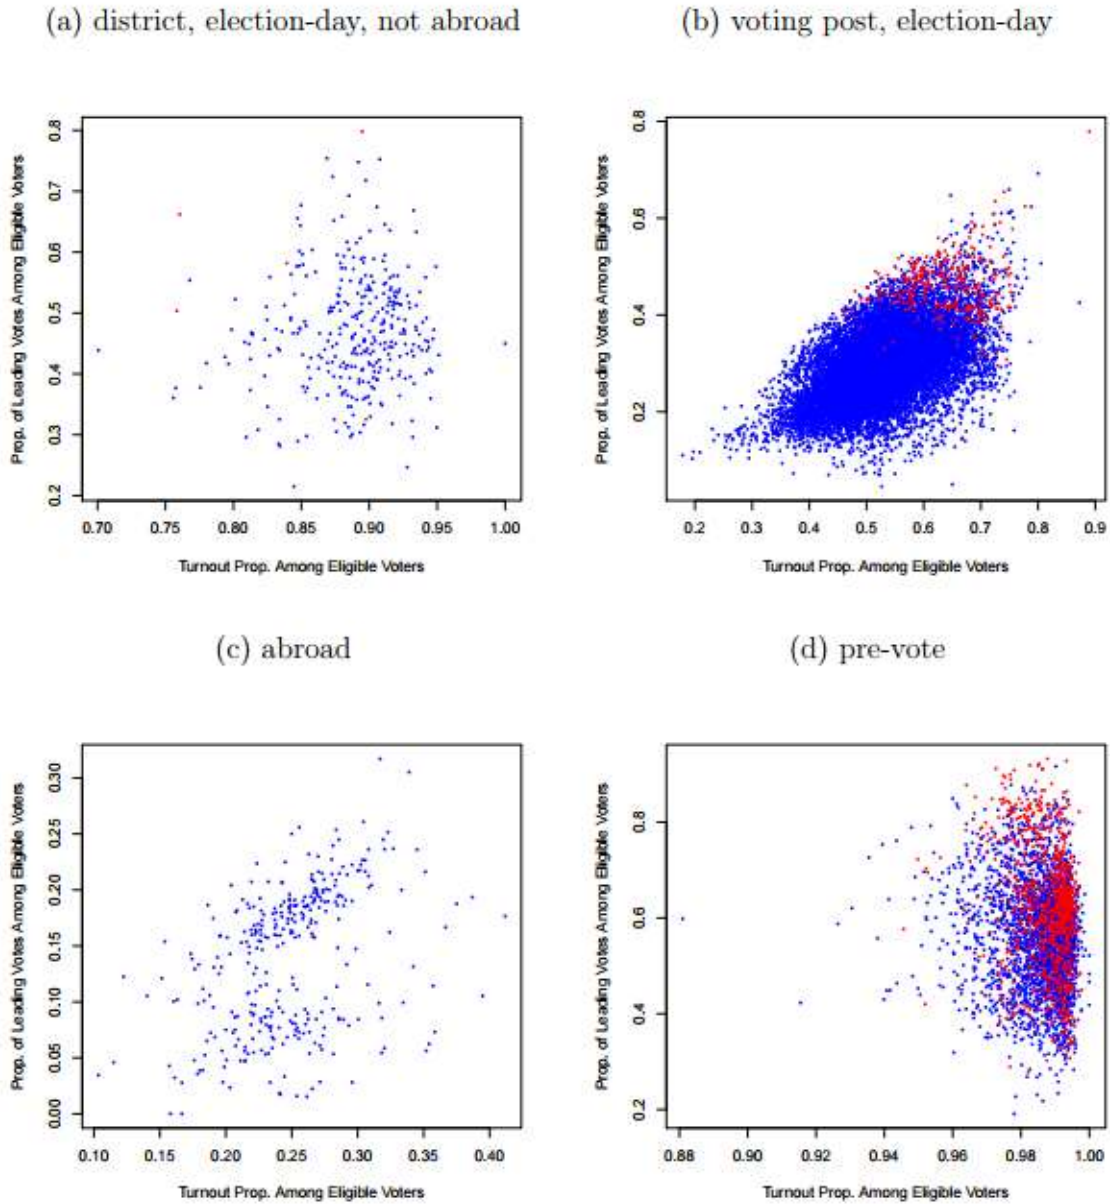 (a) district, election-day, not abroad
(b) voting post, election-day
Prop. of Leading Votes Among Eligible Voters
0.8
0.7
0.6
0.5
0.4
0.3
0.2
0.70 0.75 0.80 0.85 0.90 0.95 1.00
Turnout Prop. Among Eligible Voters
Prop. of Leading Votes Among Eligible Voters
0.8
0.6
0.4
0.2
0.2 0.3 0.4 0.5 0.6 0.7 0.8 0.9
Turnout Prop. Among Eligible Voters
(c) abroad
(d) pre-vote
Prop. of Leading Votes Among Eligible Voters
0.30
0.25
0.20
0.15
0.10
0.05
0.00
0.10 0.15 0.20 0.25 0.30 0.35 0.40
Turnout Prop. Among Eligible Voters
Prop. of Leading Votes Among Eligible Voters
0.8
0.6
0.4
0.2
0.88 0.90 0.92 0.94 0.96 0.98 1.00
Turnout Prop. Among Eligible Voters